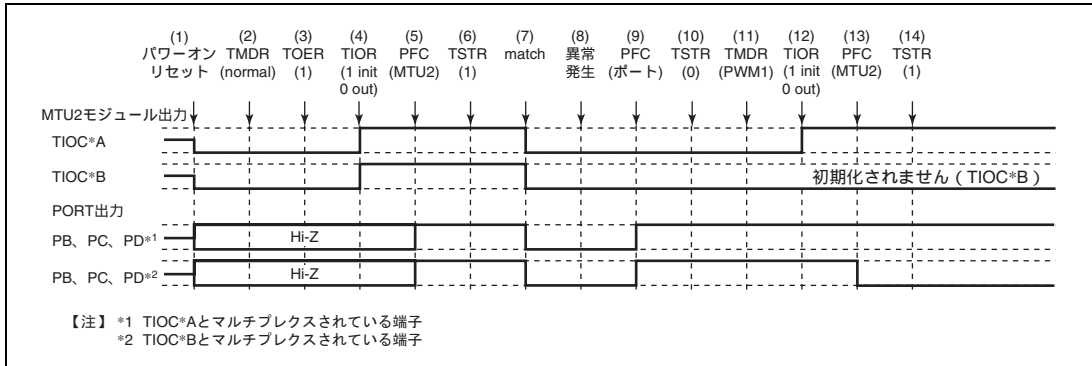 (1) (2) (3) (4) (5) (6) (7) (8) (9) (10) (11) (12) (13) (14)
パワーオン TMDR TOER TIOR PFC TSTR match 異常 PFC TSTR TMDR TIOR PFC TSTR
リセット (normal) (1) (1 init (MTU2) (1) 発生 (ポート) (0) (PWM1) (1 init (MTU2) (1)
0 out) 0 out)
MTU2モジュール出力
TIOC*A
TIOC*B 初期化されません(TIOC*B)
PORT出力
PB、PC、PD*1 Hi-Z
PB、PC、PD*2 Hi-Z
【注】 *1 TIOC*Aとマルチプレクスされている端子
*2 TIOC*Bとマルチプレクスされている端子